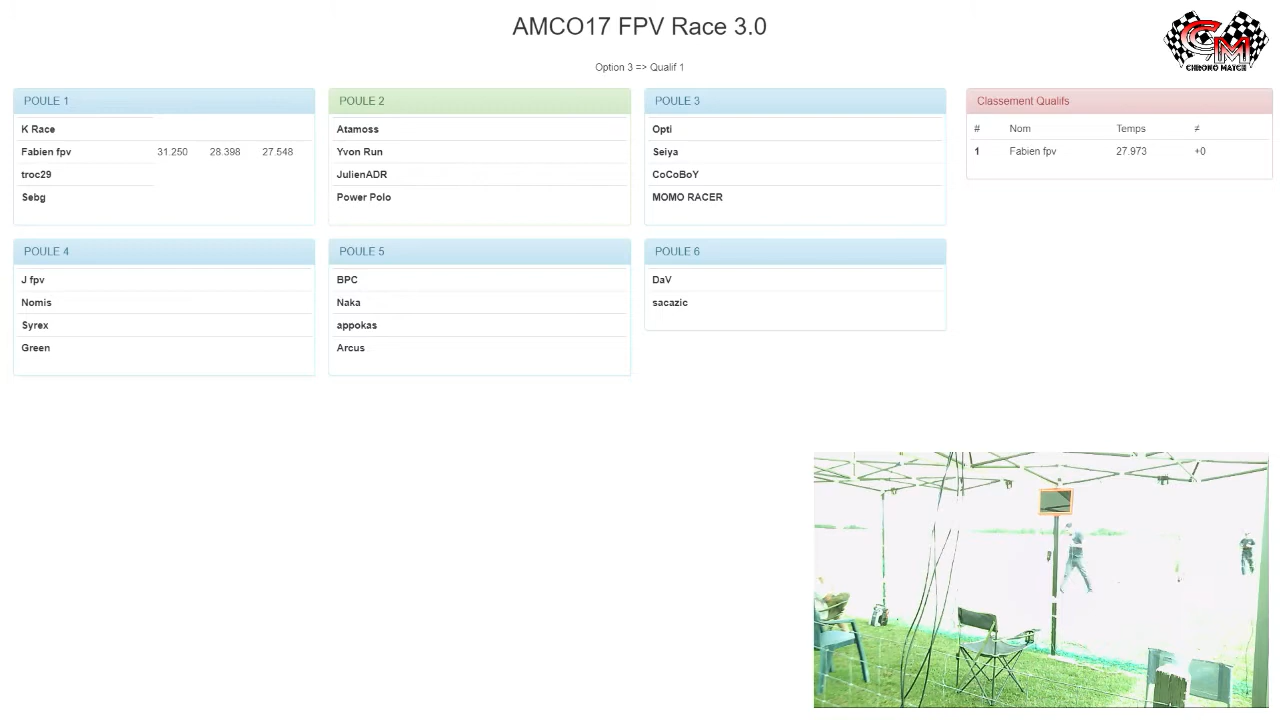 AMCO17 FPV Race 3.0
CM
CHRONO MATCH
Option 3 => Qualif 1
POULE 1
K Race
Fabien fpv 31.250 28.398 27.548
troc29
Sebg
POULE 2
Atamoss
Yvon Run
JulienADR
Power Polo
POULE 3
Opti
Seiya
CoCoBoY
MOMO RACER
Classement Qualifs
# Nom Temps ≠
1 Fabien fpv 27.973 +0
POULE 4
J fpv
Nomis
Syrex
Green
POULE 5
BPC
Naka
appokas
Arcus
POULE 6
DaV
sacazic